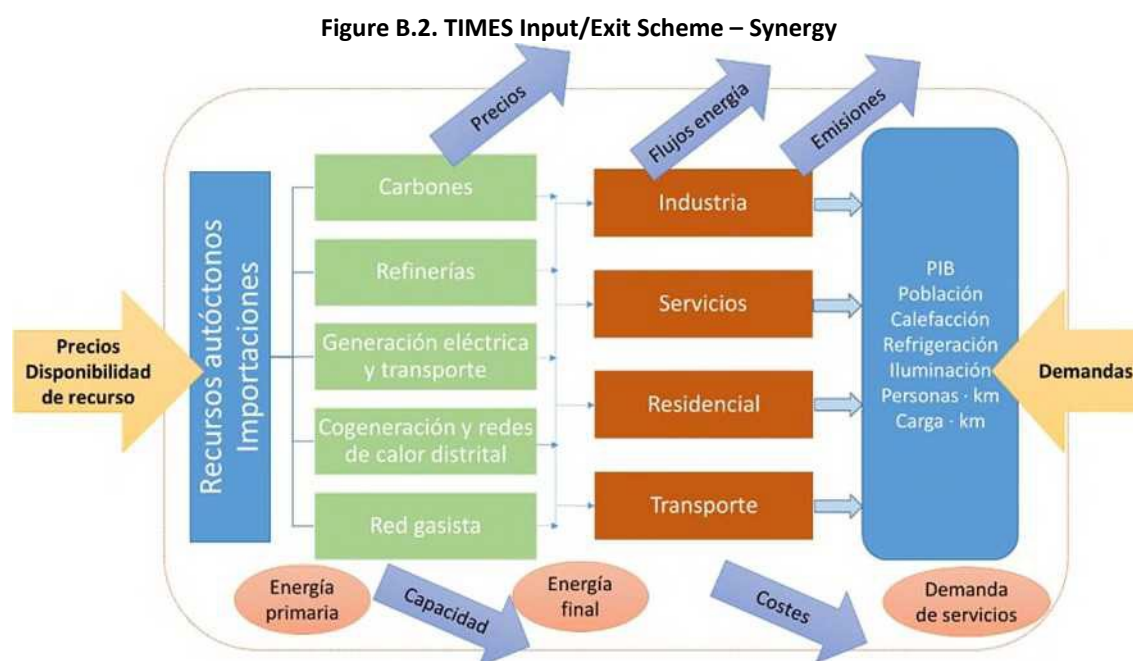 Figure B.2. TIMES Input/Exit Scheme – Synergy
Precios
Flujos energía
Emisiones
Precios
Disponibilidad
de recurso
Recursos autóctonos
Importaciones
Carbones
Refinerías
Generación eléctrica
y transporte
Cogeneración y redes
de calor distrital
Red gasista
Industria
Servicios
Residencial
Transporte
PIB
Población
Calefacción
Refrigeración
Iluminación
Personas · km
Carga · km
Demandas
Energía
primaria
Capacidad
Energía
final
Costes
Demanda
de servicios